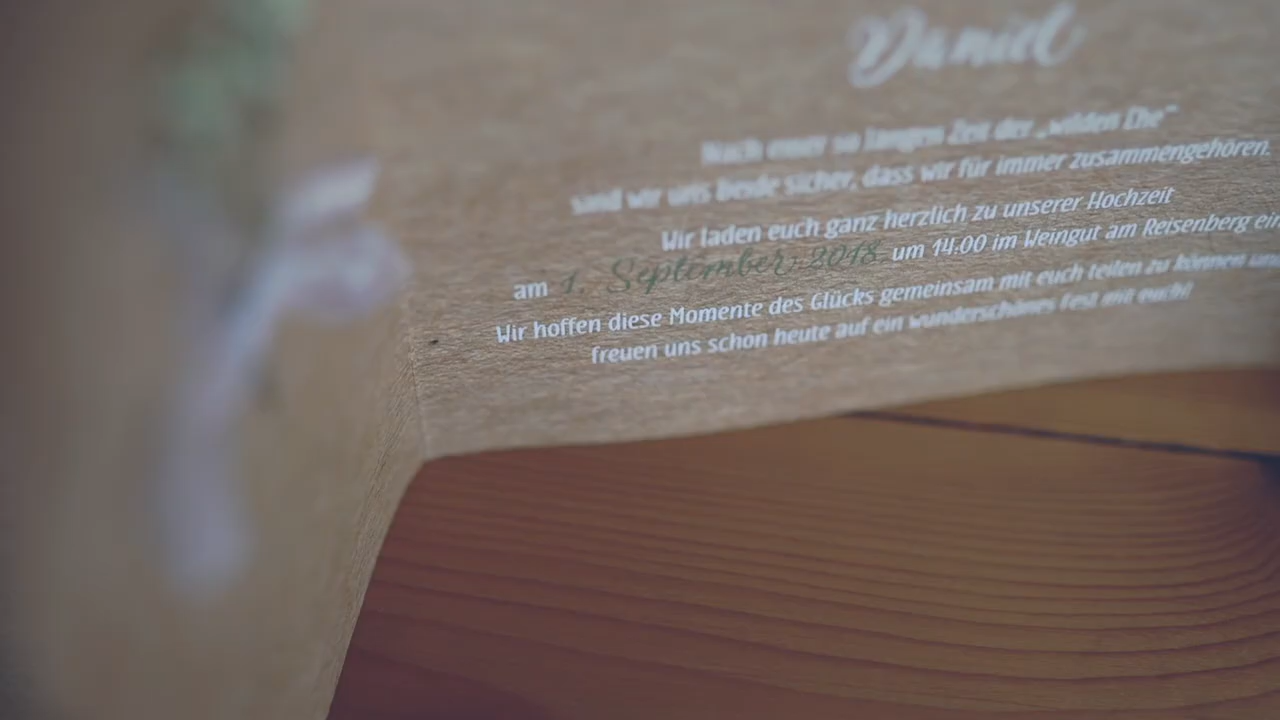 Daniel
Nach einer so langen Zeit der „wilden Ehe“
sind wir uns beide sicher, dass wir für immer zusammengehören.
Wir laden euch ganz herzlich zu unserer Hochzeit
am 1. September 2018 um 14.00 im Weingut am Reisenberg ein.
Wir hoffen diese Momente des Glücks gemeinsam mit euch teilen zu können und
freuen uns schon heute auf ein wunderschönes Fest mit euch!